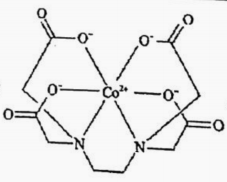 O O
O⁻ O⁻
O O⁻ Co²⁺ O⁻ O
N N